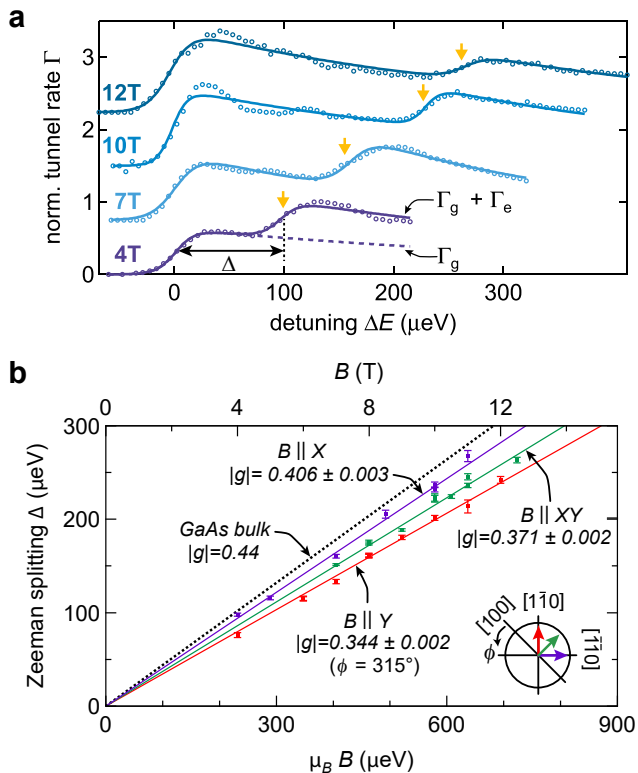 a
norm. tunnel rate Γ
3
2
1
0
12T
10T
7T
4T
Γg + Γe
Γg
Δ
0
100
200
300
detuning ΔE (µeV)
b
B (T)
0
4
8
12
Zeeman splitting Δ (µeV)
300
200
100
0
B || X
|g|= 0.406 ± 0.003
GaAs bulk
|g|=0.44
B || XY
|g|=0.371 ± 0.002
B || Y
|g|=0.344 ± 0.002
(ϕ = 315°)
[100]
[11̄0]
[1̄1̄0]
ϕ
0
300
600
900
µB B (µeV)